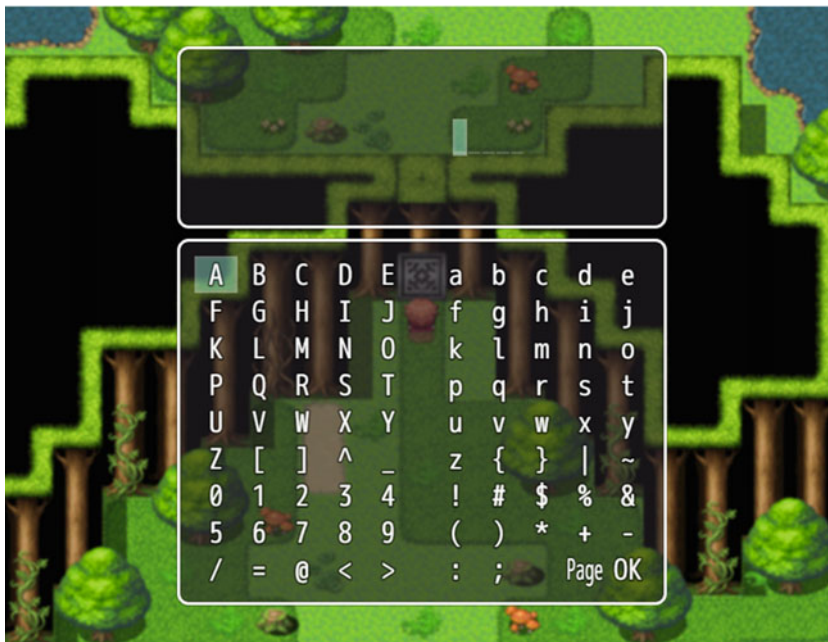 A B C D E a b c d e
F G H I J f g h i j
K L M N O k l m n o
P Q R S T p q r s t
U V W X Y u v w x y
Z [ ] ^ _ z { } | ~
0 1 2 3 4 ! # $ % &
5 6 7 8 9 ( ) * + -
/ = @ < > : ; Page OK